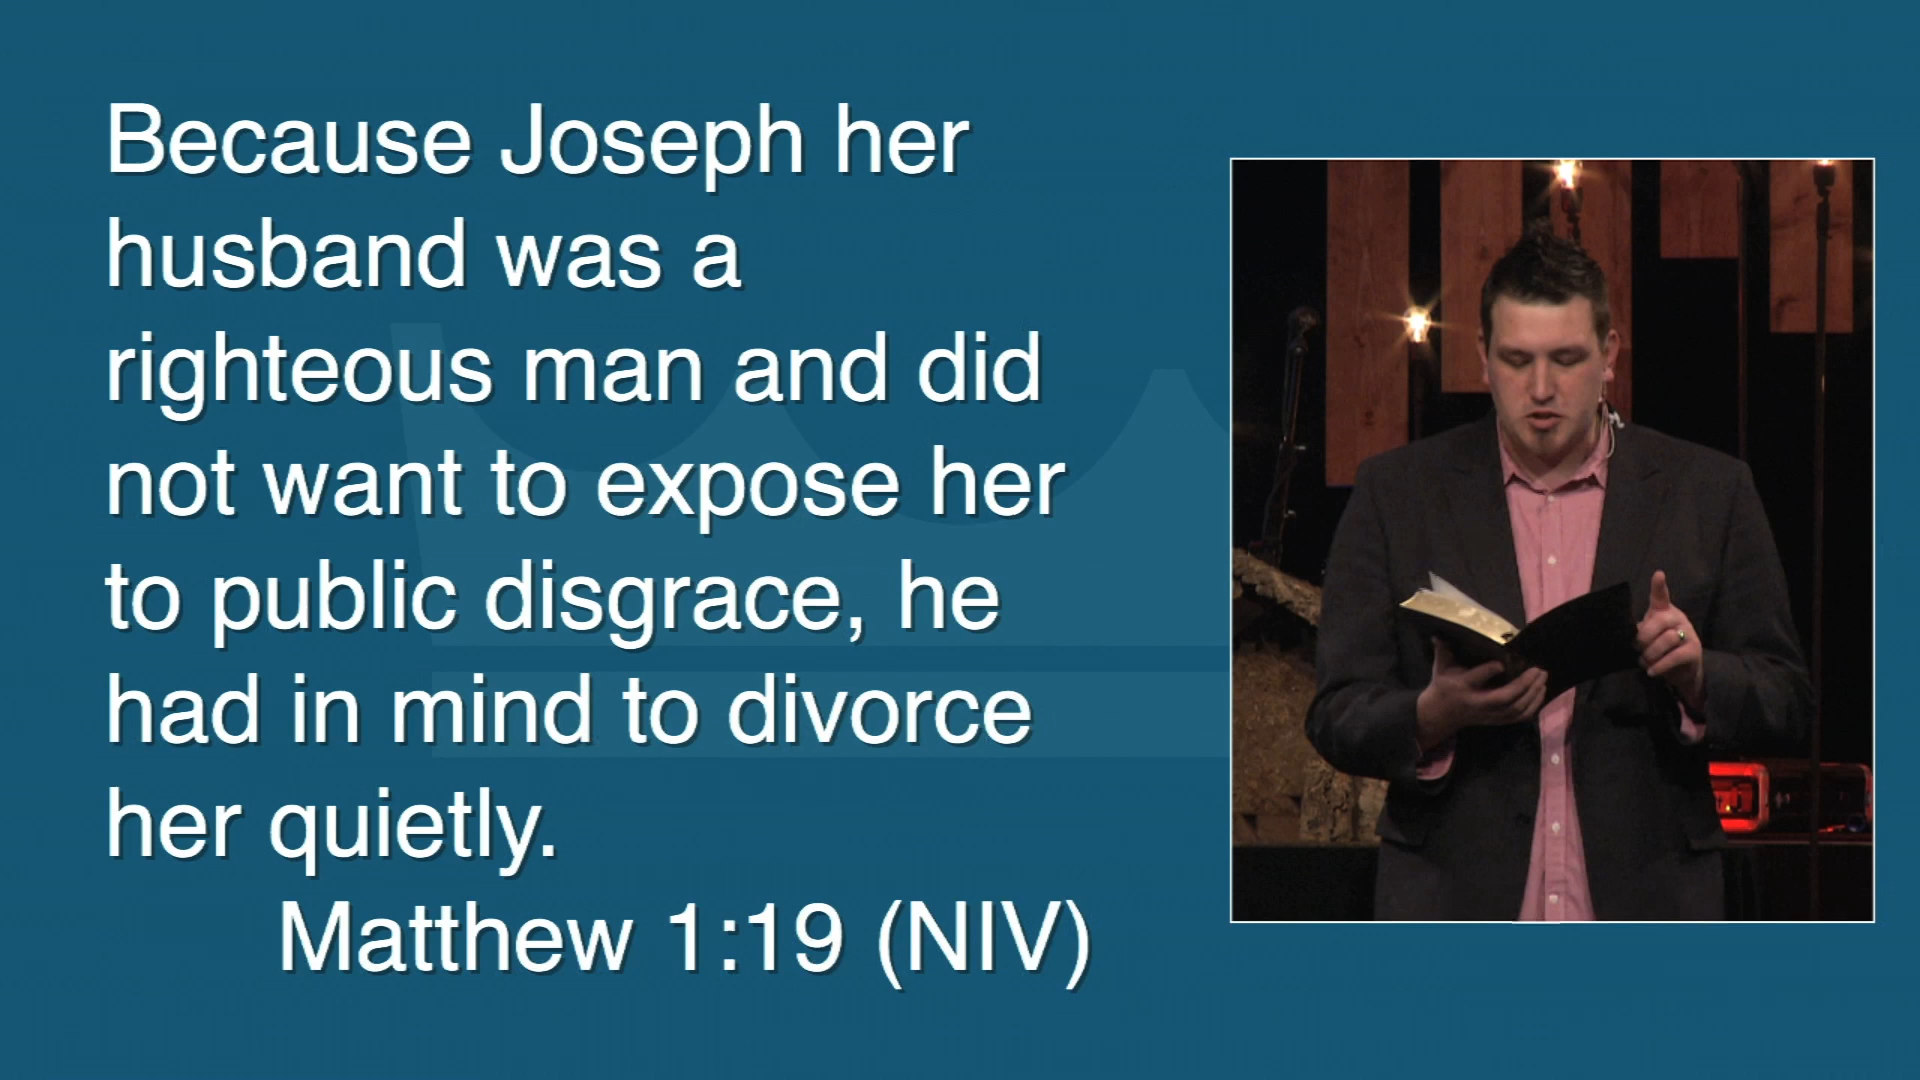 Because Joseph her
husband was a
righteous man and did
not want to expose her
to public disgrace, he
had in mind to divorce
her quietly.
Matthew 1:19 (NIV)